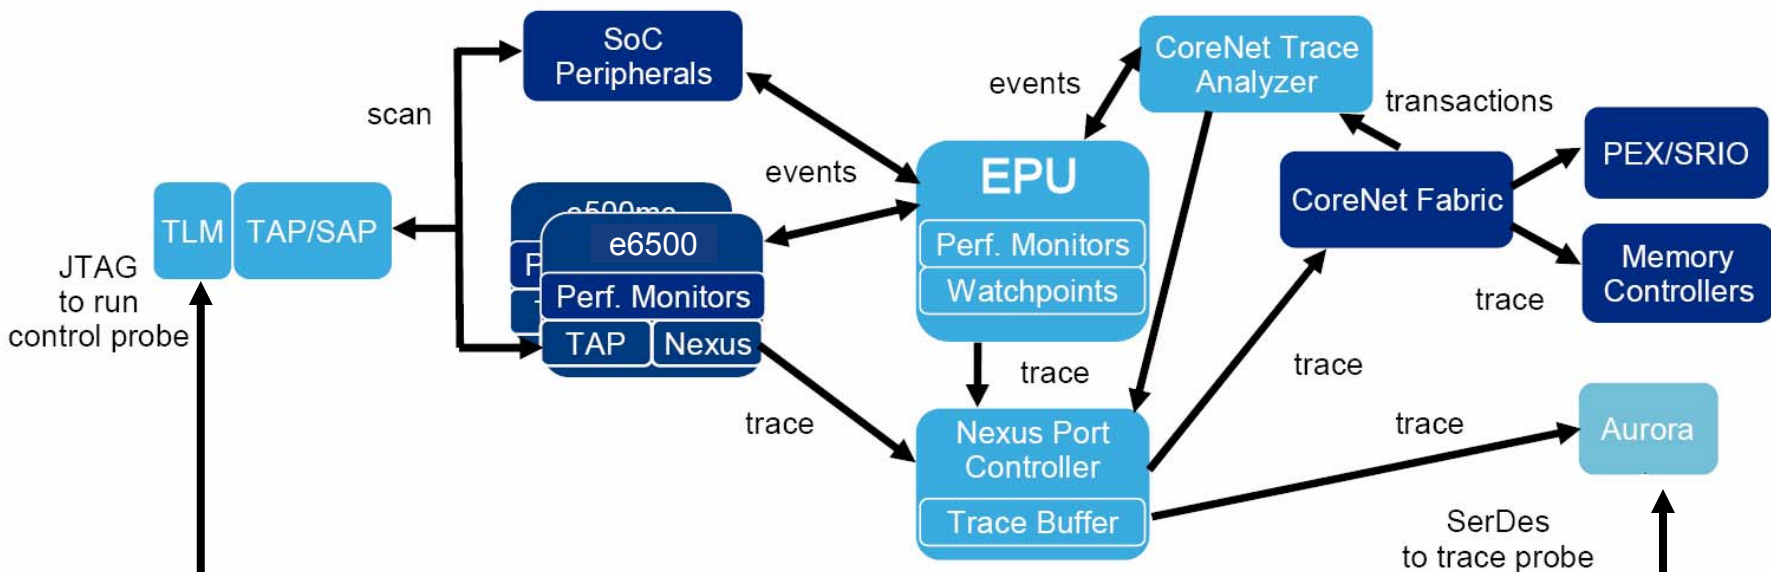 SoC
Peripherals
CoreNet Trace
Analyzer
events
scan
transactions
PEX/SRIO
EPU
events
CoreNet Fabric
TLM
TAP/SAP
e6500
Perf. Monitors
Watchpoints
Memory
Controllers
JTAG
to run
control probe
Perf. Monitors
TAP
Nexus
trace
trace
trace
trace
Nexus Port
Controller
Trace Buffer
trace
Aurora
SerDes
to trace probe